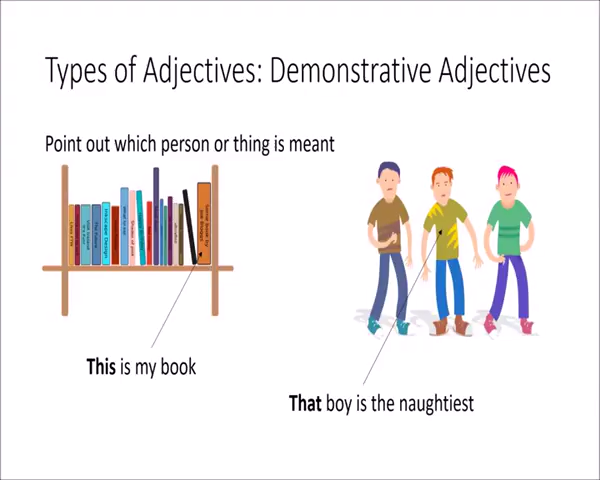 Types of Adjectives: Demonstrative Adjectives
Point out which person or thing is meant
This is my book
That boy is the naughtiest